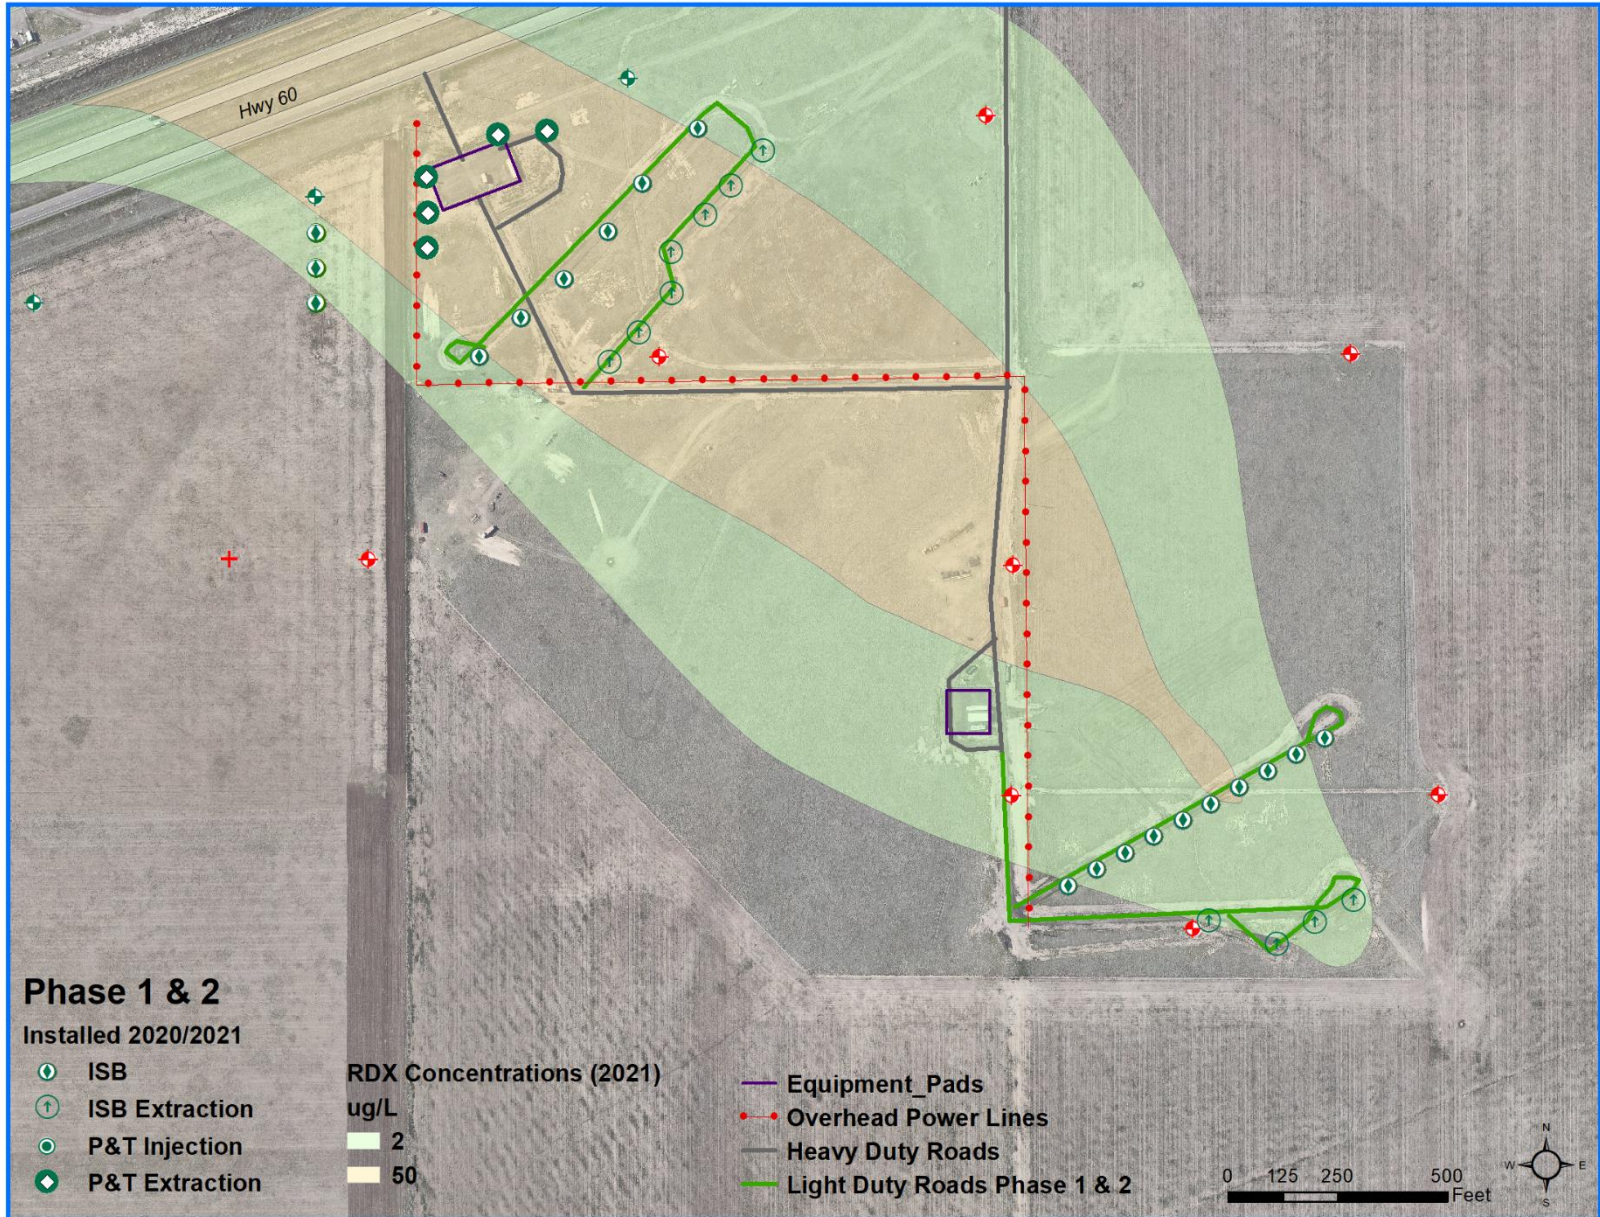 Hwy 60
Phase 1 & 2
Installed 2020/2021
ISB
ISB Extraction
P&T Injection
P&T Extraction
RDX Concentrations (2021)
ug/L
2
50
Equipment_Pads
Overhead Power Lines
Heavy Duty Roads
Light Duty Roads Phase 1 & 2
0 125 250 500
Feet
N
W E
S